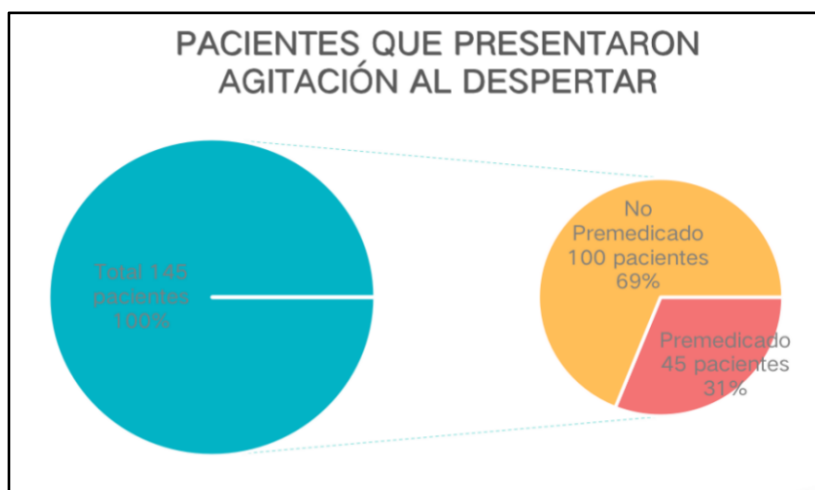 PACIENTES QUE PRESENTARON
AGITACIÓN AL DESPERTAR
Total 145
pacientes
100%
No
Premedicado
100 pacientes
69%
Premedicado
45 pacientes
31%